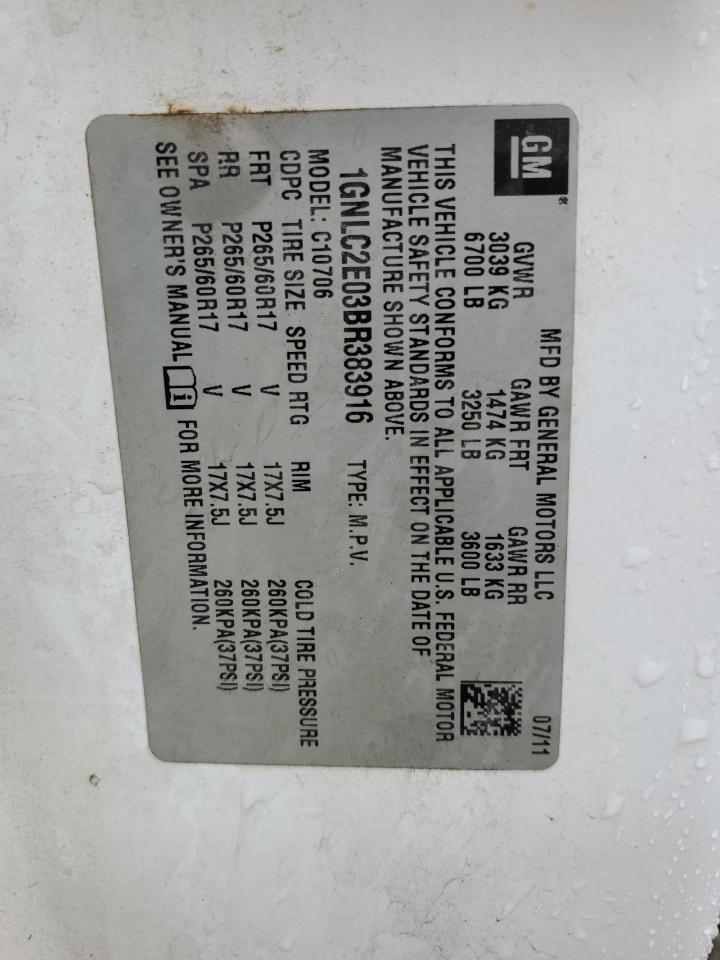 GM
MFD BY GENERAL MOTORS LLC 07/11
GVWR GAWR FRT GAWR RR
3039 KG 1474 KG 1633 KG
6700 LB 3250 LB 3600 LB
THIS VEHICLE CONFORMS TO ALL APPLICABLE U.S. FEDERAL MOTOR
VEHICLE SAFETY STANDARDS IN EFFECT ON THE DATE OF
MANUFACTURE SHOWN ABOVE.
1GNLC2E03BR383916 TYPE: M.P.V.
MODEL: C10706
CDPC TIRE SIZE SPEED RTG RIM COLD TIRE PRESSURE
FRT P265/60R17 V 17X7.5J 260KPA(37PSI)
RR P265/60R17 V 17X7.5J 260KPA(37PSI)
SPA P265/60R17 V 17X7.5J 260KPA(37PSI)
SEE OWNER'S MANUAL i FOR MORE INFORMATION.